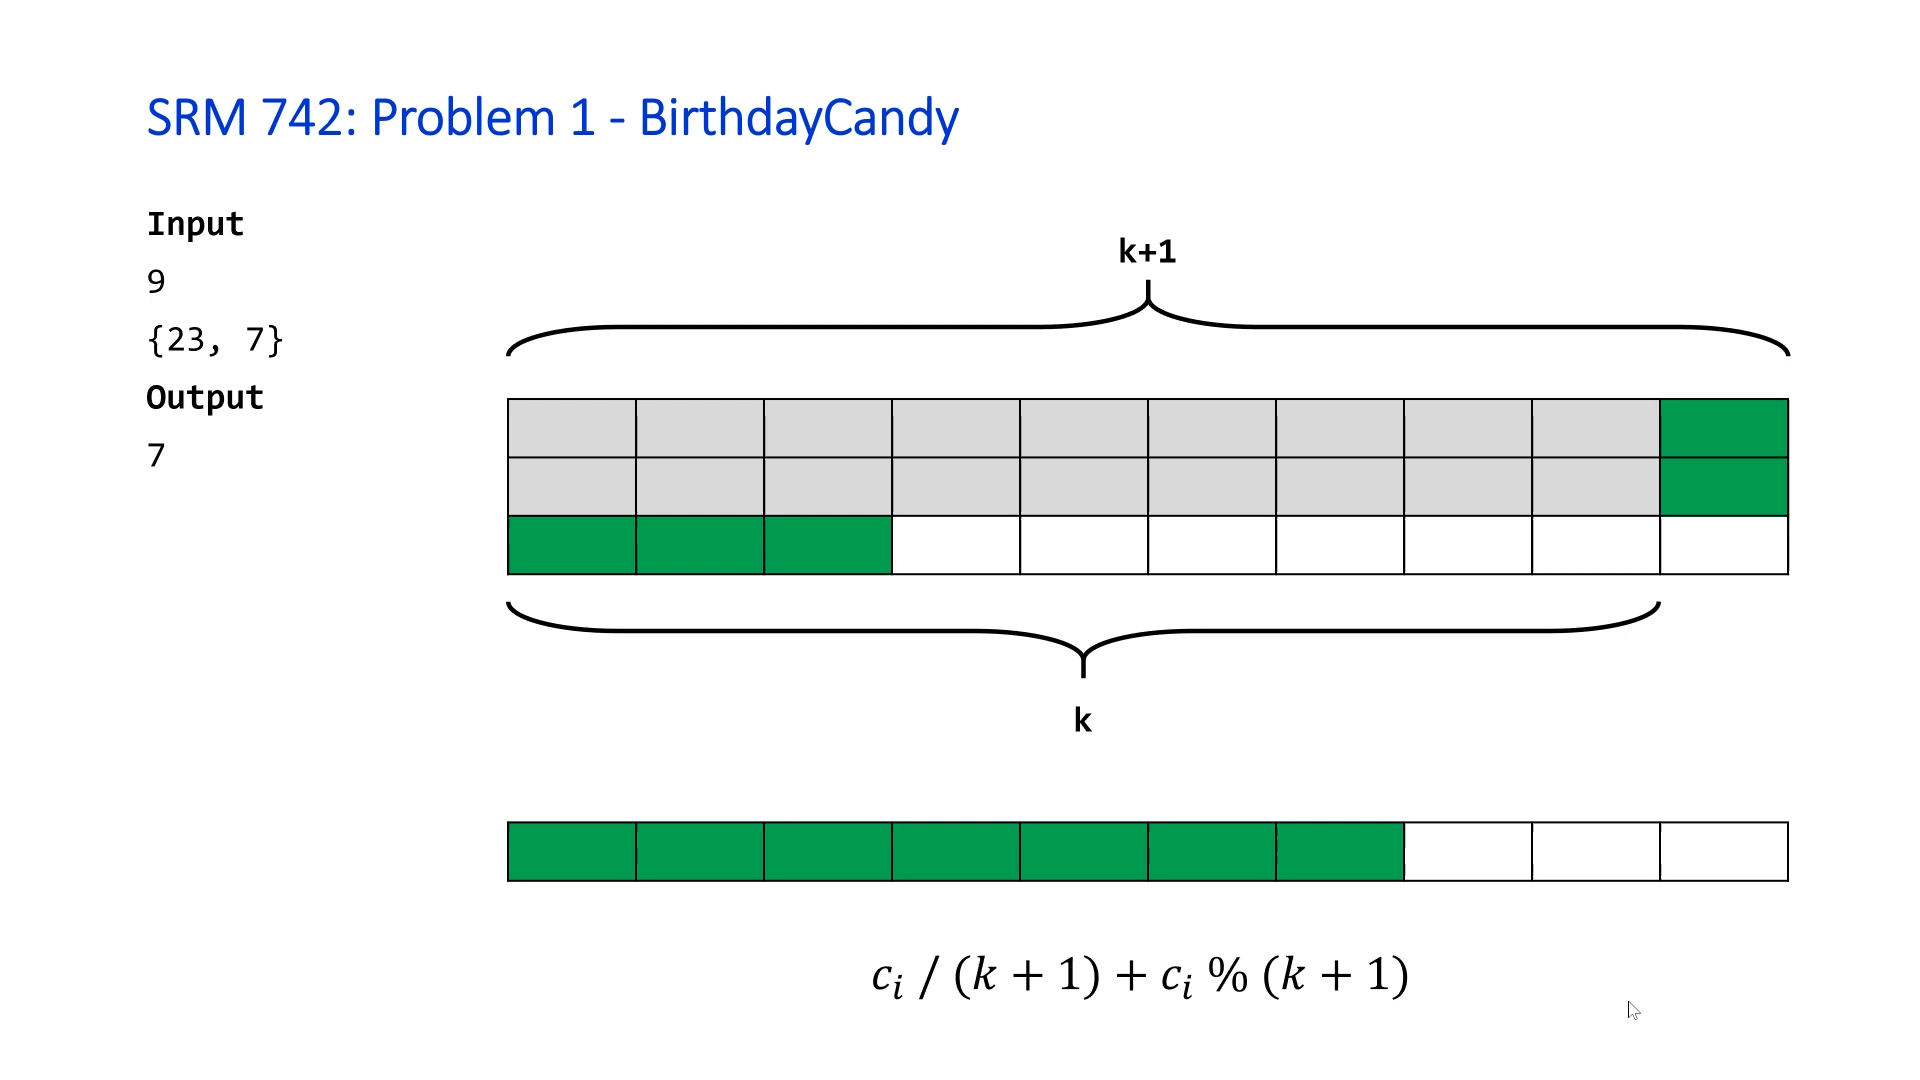 SRM 742: Problem 1 - BirthdayCandy
Input
9
{23, 7}
Output
7
k+1
k
cᵢ / (k + 1) + cᵢ % (k + 1)